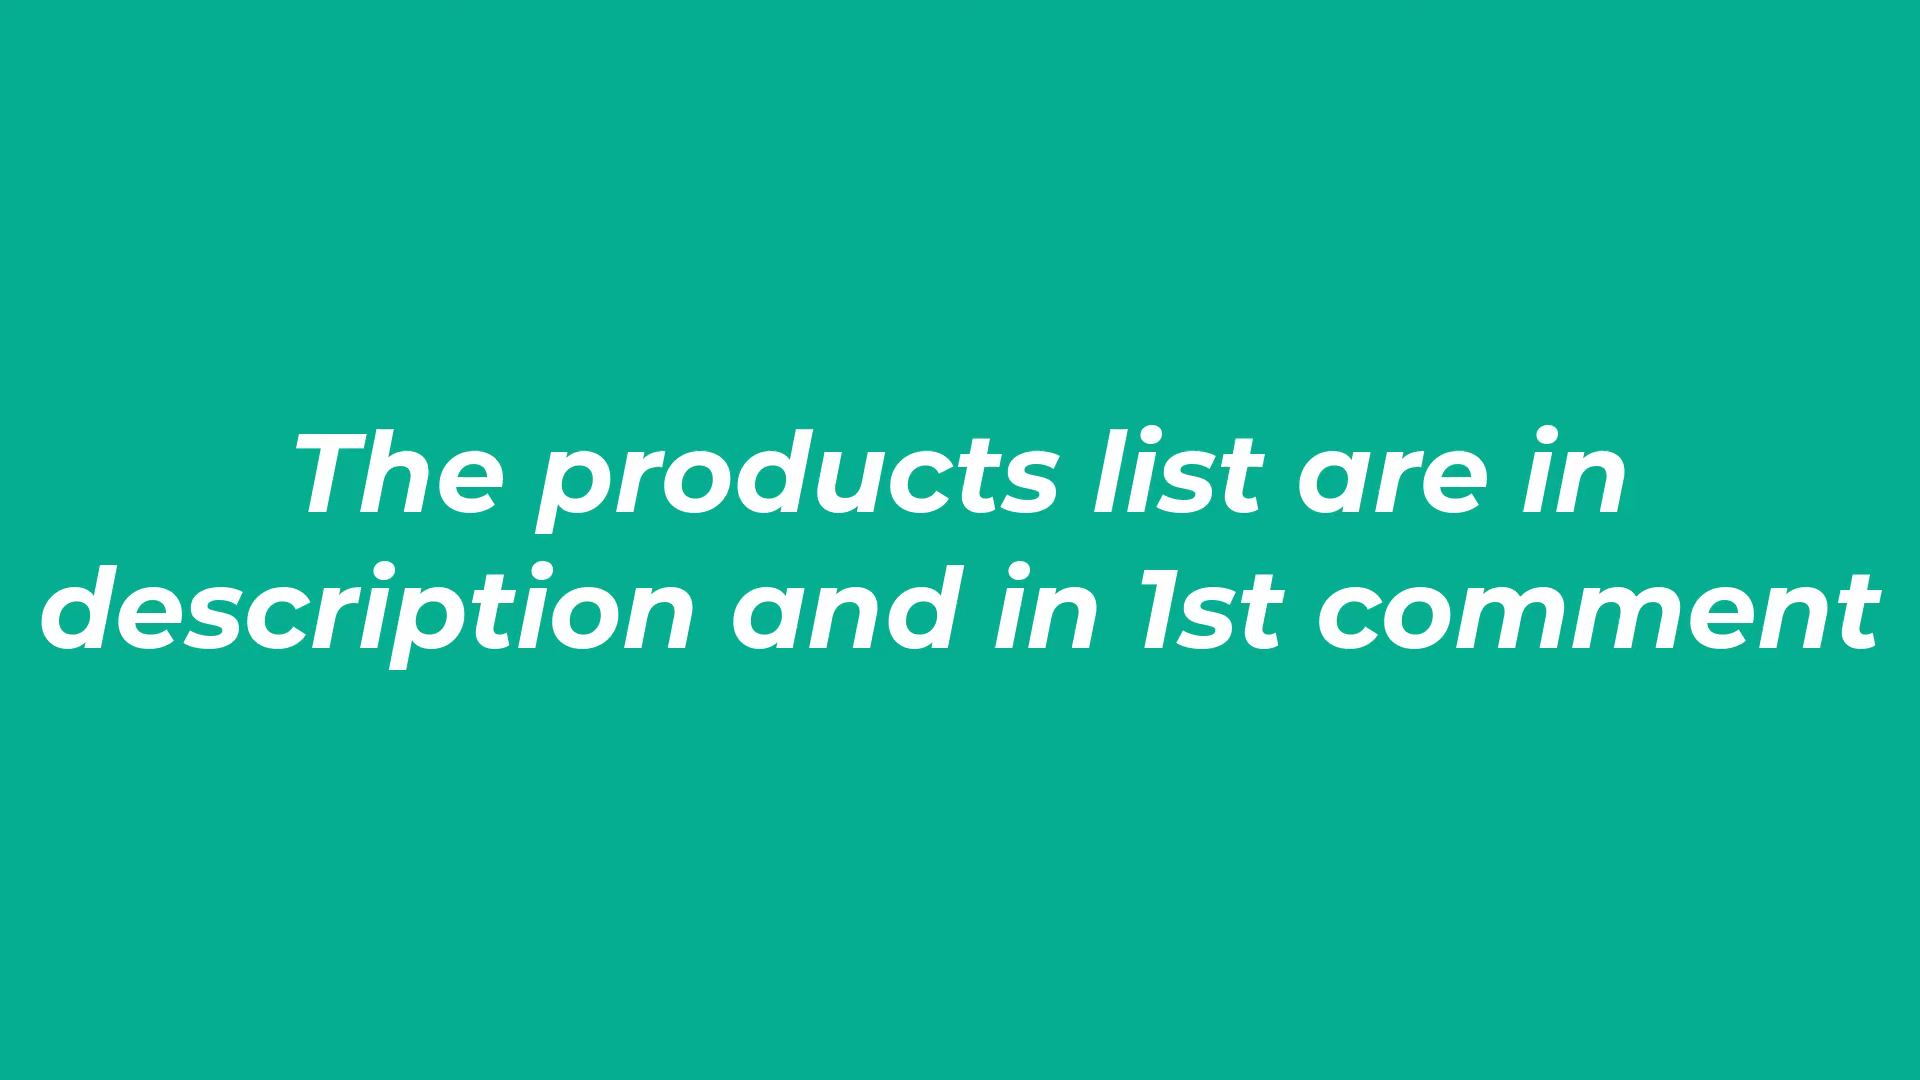 The products list are in
description and in 1st comment